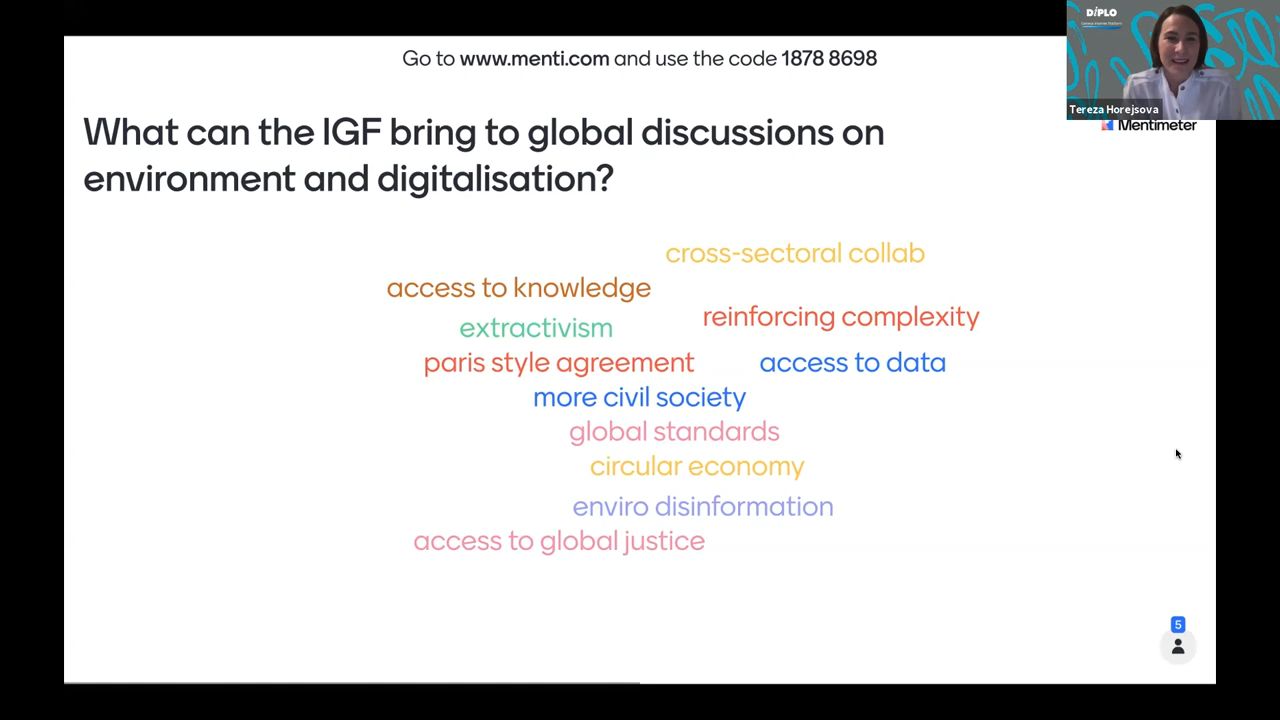 Go to www.menti.com and use the code 1878 8698
DiPLO
Tereza Horejsova
Mentimeter
What can the IGF bring to global discussions on
environment and digitalisation?
cross-sectoral collab
access to knowledge
reinforcing complexity
extractivism
paris style agreement
access to data
more civil society
global standards
circular economy
enviro disinformation
access to global justice
5